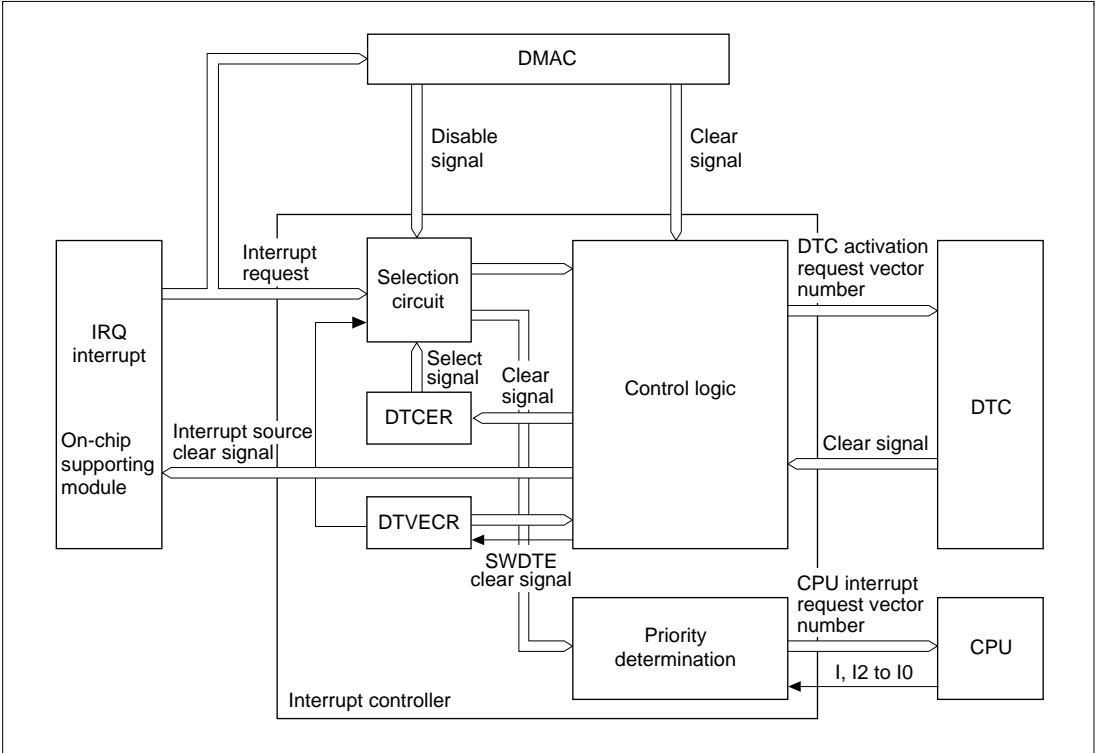 DMAC
Disable
signal
Clear
signal
Interrupt
request
Selection
circuit
DTC activation
request vector
number
IRQ
interrupt
On-chip
supporting
module
Select
signal
Clear
signal
Control logic
DTC
DTCER
Interrupt source
clear signal
Clear signal
DTVECR
SWDTE
clear signal
CPU interrupt
request vector
number
Priority
determination
CPU
I, I2 to I0
Interrupt controller